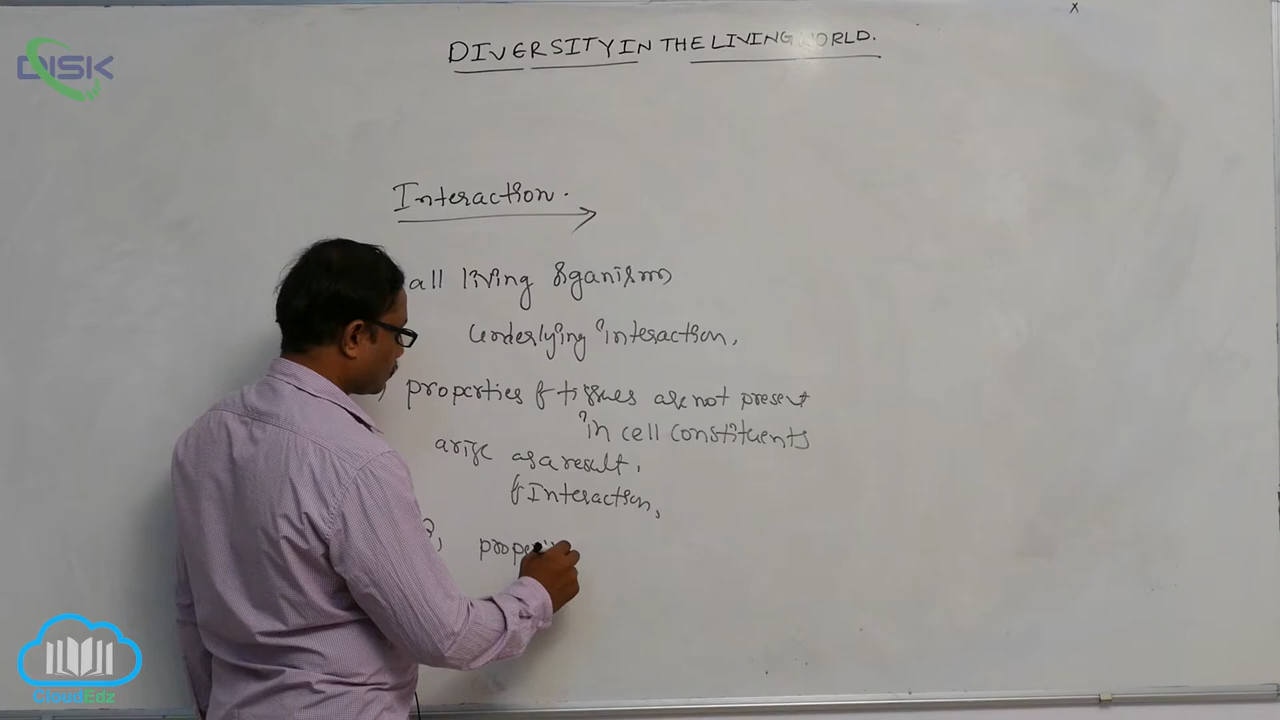 DISK
x
DIVERSITY IN THE LIVING WORLD.
Interaction.
all living organisms
underlying interaction,
properties of tissues are not present
in cell constituents
arise as a result,
of Interaction,
CloudEdz